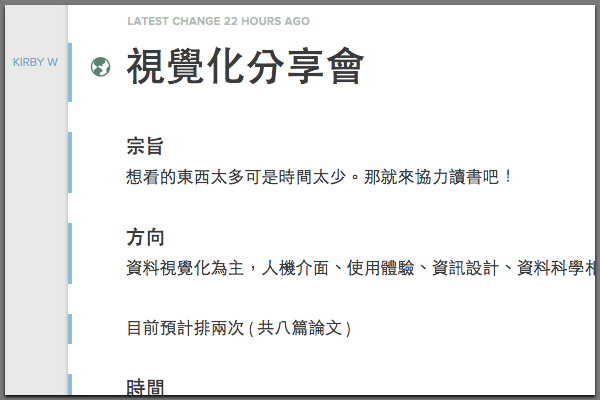 LATEST CHANGE 22 HOURS AGO
KIRBY W
視覺化分享會
宗旨
想看的東西太多可是時間太少。那就來協力讀書吧！
方向
資料視覺化為主，人機介面、使用體驗、資訊設計、資料科學相
目前預計排兩次 ( 共八篇論文 )
時間